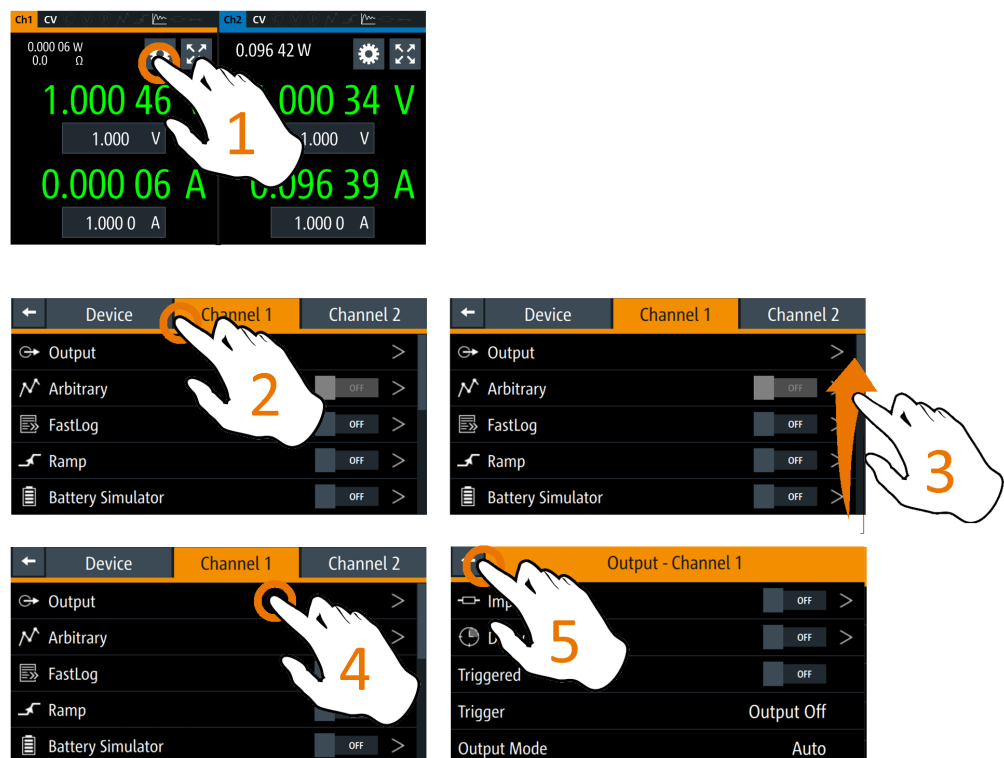 Ch1 CV Ch2 CV
0.000 06 W 0.096 42 W
0.0 Ω
1.000 46 000 34 V
1.000 V 1.000 V
1
0.000 06 A 0.096 39 A
1.000 0 A 1.000 0 A
Device Channel 1 Channel 2
Output
Arbitrary OFF
FastLog OFF
Ramp OFF
Battery Simulator OFF
2
Device Channel 1 Channel 2
Output
Arbitrary OFF
FastLog OFF
Ramp OFF
Battery Simulator OFF
3
Device Channel 1 Channel 2
Output
Arbitrary
FastLog
Ramp
Battery Simulator OFF
4
Output - Channel 1
OFF
OFF
Triggered OFF
Trigger Output Off
Output Mode Auto
5